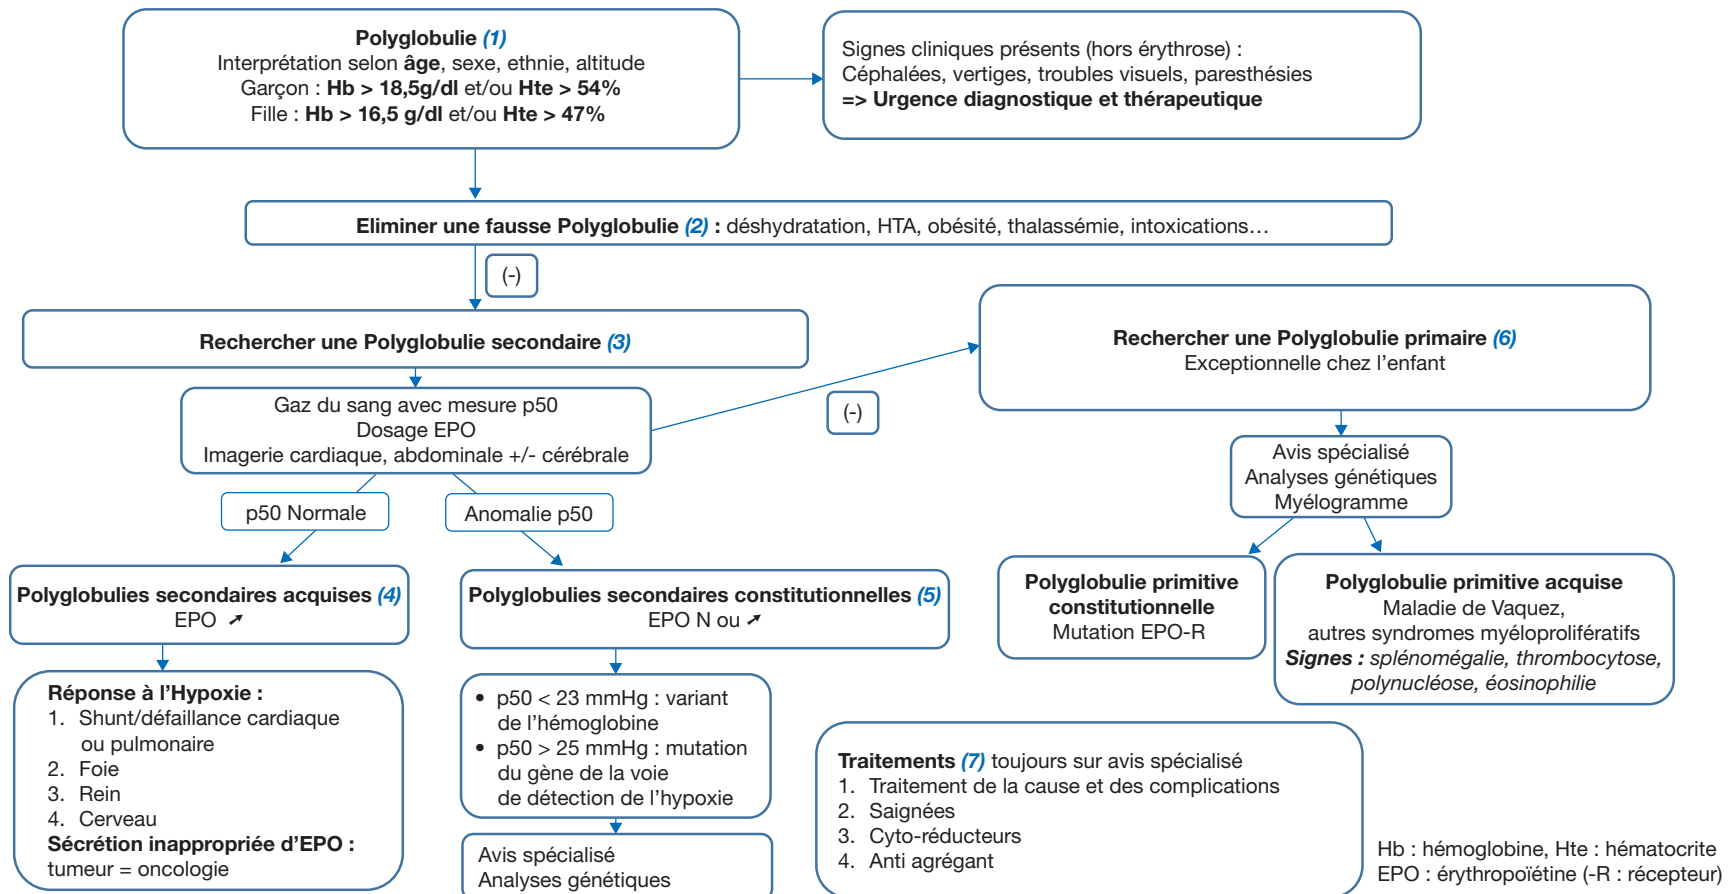 Polyglobulie (1)
Interprétation selon âge, sexe, ethnie, altitude
Garçon : Hb > 18,5g/dl et/ou Hte > 54%
Fille : Hb > 16,5 g/dl et/ou Hte > 47%
Signes cliniques présents (hors érythrose) :
Céphalées, vertiges, troubles visuels, paresthésies
=> Urgence diagnostique et thérapeutique
Eliminer une fausse Polyglobulie (2) : déshydratation, HTA, obésité, thalassémie, intoxications…
(-)
Rechercher une Polyglobulie secondaire (3)
Rechercher une Polyglobulie primaire (6)
Exceptionnelle chez l'enfant
Gaz du sang avec mesure p50
Dosage EPO
Imagerie cardiaque, abdominale +/- cérébrale
(-)
Avis spécialisé
Analyses génétiques
Myélogramme
p50 Normale
Anomalie p50
Polyglobulies secondaires acquises (4)
EPO ➚
Polyglobulies secondaires constitutionnelles (5)
EPO N ou ➚
Polyglobulie primitive
constitutionnelle
Mutation EPO-R
Polyglobulie primitive acquise
Maladie de Vaquez,
autres syndromes myéloprolifératifs
Signes : splénomégalie, thrombocytose,
polynucléose, éosinophilie
Réponse à l'Hypoxie :
1. Shunt/défaillance cardiaque
ou pulmonaire
2. Foie
3. Rein
4. Cerveau
Sécrétion inappropriée d'EPO :
tumeur = oncologie
• p50 < 23 mmHg : variant
de l'hémoglobine
• p50 > 25 mmHg : mutation
du gène de la voie
de détection de l'hypoxie
Avis spécialisé
Analyses génétiques
Traitements (7) toujours sur avis spécialisé
1. Traitement de la cause et des complications
2. Saignées
3. Cyto-réducteurs
4. Anti agrégant
Hb : hémoglobine, Hte : hématocrite
EPO : érythropoïétine (-R : récepteur)